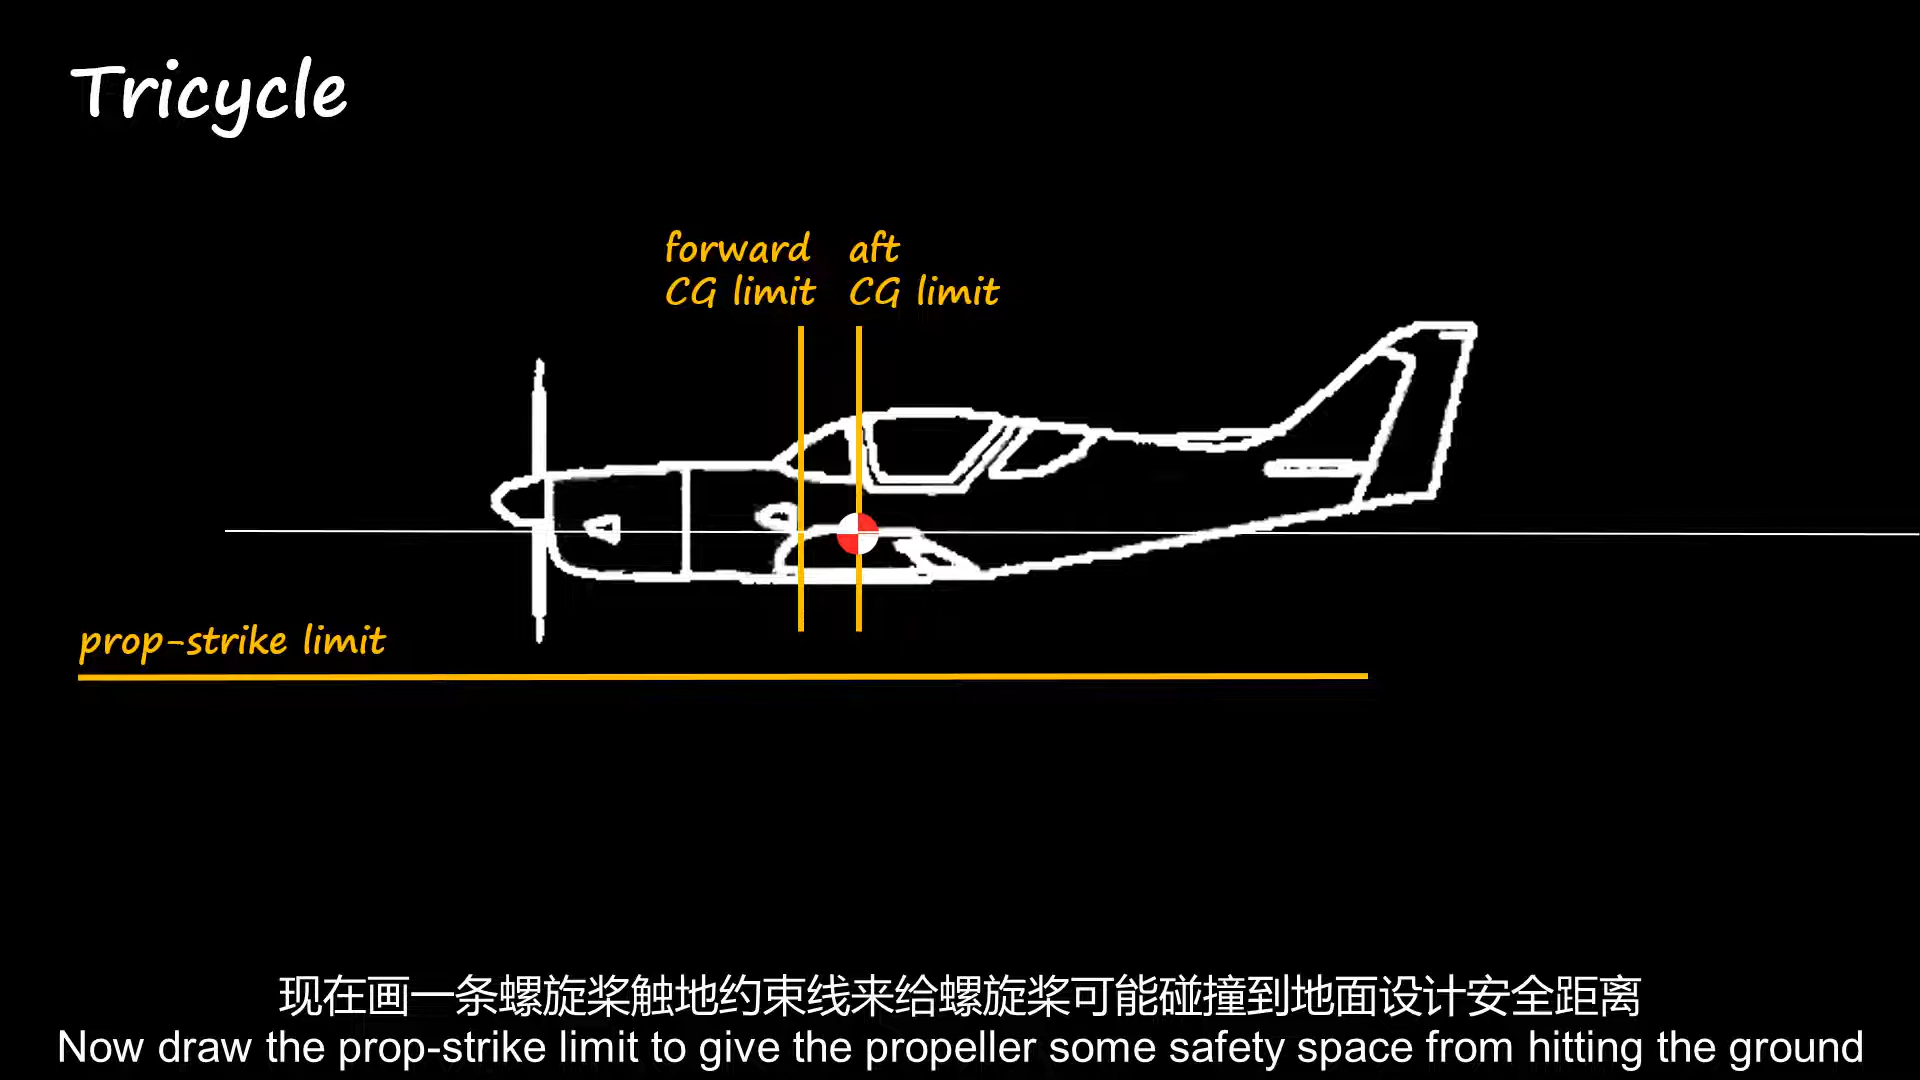 Tricycle
forward aft
CG limit CG limit
prop-strike limit
现在画一条螺旋桨触地约束线来给螺旋桨可能碰撞到地面设计安全距离
Now draw the prop-strike limit to give the propeller some safety space from hitting the ground